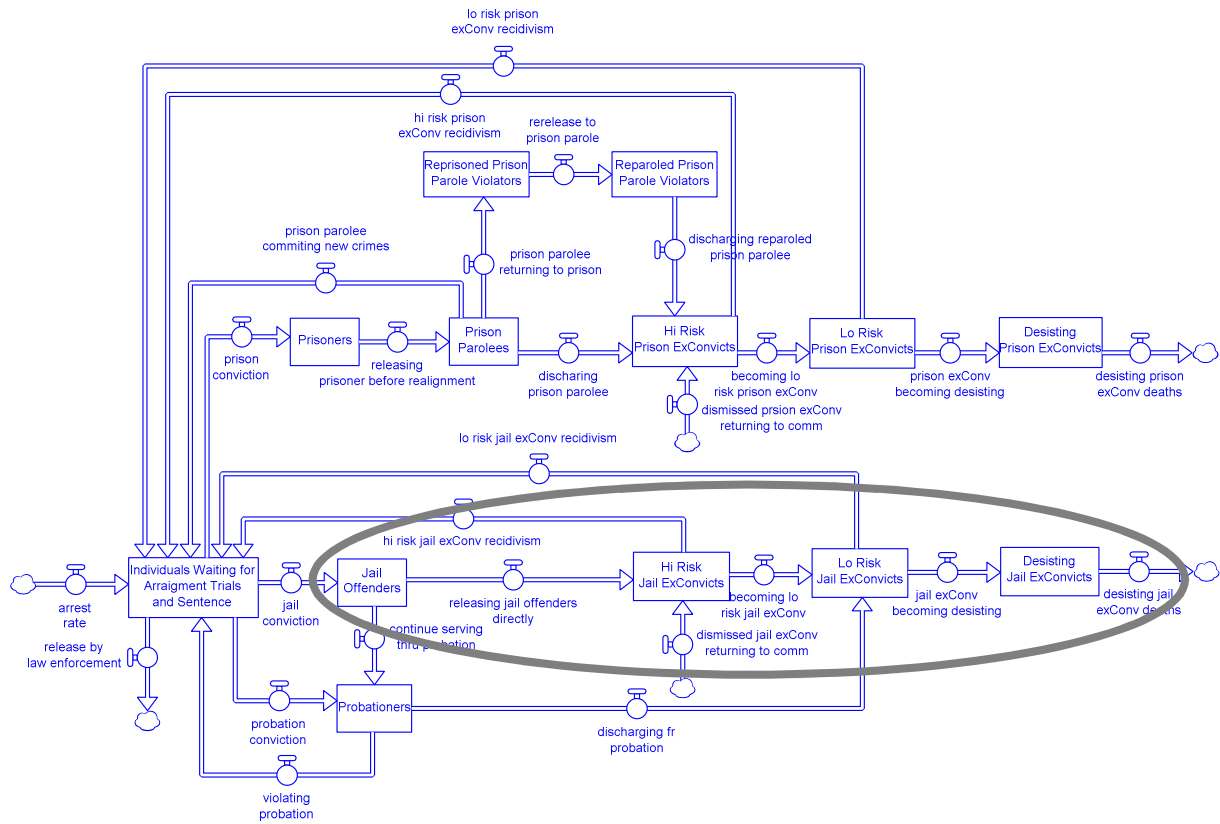 lo risk prison
exConv recidivism
hi risk prison
exConv recidivism
rerelease to
prison parole
Reprisoned Prison
Parole Violators
Reparoled Prison
Parole Violators
prison parolee
commiting new crimes
prison parolee
returning to prison
discharging reparoled
prison parolee
prison
conviction
Prisoners
releasing
prisoner before realignment
Prison
Parolees
discharing
prison parolee
Hi Risk
Prison ExConvicts
becoming lo
risk prison exConv
Lo Risk
Prison ExConvicts
prison exConv
becoming desisting
Desisting
Prison ExConvicts
desisting prison
exConv deaths
dismissed prsion exConv
returning to comm
lo risk jail exConv recidivism
hi risk jail exConv recidivism
arrest
rate
Individuals Waiting for
Arraigment Trials
and Sentence
jail
conviction
Jail
Offenders
releasing jail offenders
directly
Hi Risk
Jail ExConvicts
becoming lo
risk jail exConv
Lo Risk
Jail ExConvicts
jail exConv
becoming desisting
Desisting
Jail ExConvicts
desisting jail
exConv deaths
release by
law enforcement
continue serving
thru probation
dismissed jail exConv
returning to comm
probation
conviction
Probationers
discharging fr
probation
violating
probation